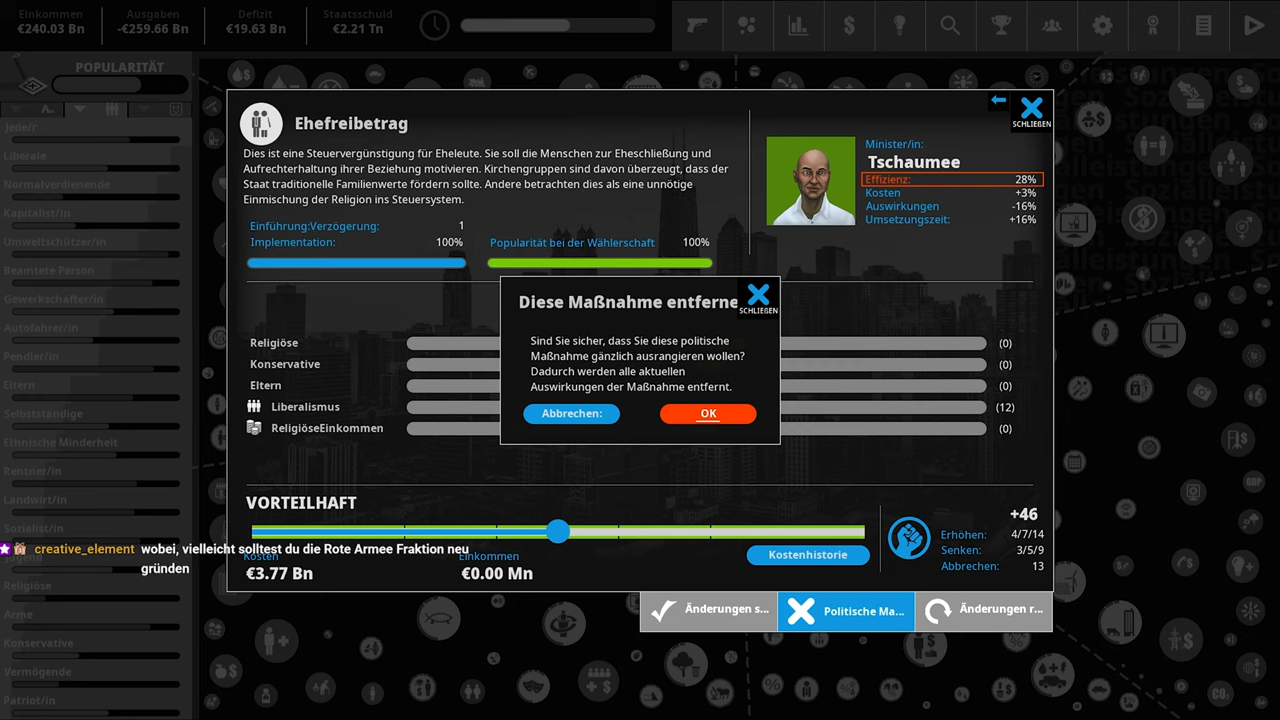 Einkommen
€240.03 Bn
Ausgaben
-€259.66 Bn
Defizit
€19.63 Bn
Staatsschuld
€2.21 Tn
POPULARITÄT
Jede/r
Liberale
Normalverdienende
Kapitalist/in
Umweltschützer/in
Beamtete Person
Gewerkschafter/in
Autofahrer/in
Pendler/in
Eltern
Selbstständige
Ethnische Minderheit
Rentner/in
Landwirt/in
Sozialist/in
Jugend
Religiöse
Arme
Konservative
Vermögende
Patriot/in
Ehefreibetrag
Dies ist eine Steuervergünstigung für Eheleute. Sie soll die Menschen zur Eheschließung und
Aufrechterhaltung ihrer Beziehung motivieren. Kirchengruppen sind davon überzeugt, dass der
Staat traditionelle Familienwerte fördern sollte. Andere betrachten dies als eine unnötige
Einmischung der Religion ins Steuersystem.
Einführung:Verzögerung: 1
Implementation: 100%
Popularität bei der Wählerschaft 100%
SCHLIEßEN
Minister/in:
Tschaumee
Effizienz: 28%
Kosten +3%
Auswirkungen -16%
Umsetzungszeit: +16%
Diese Maßnahme entferne
SCHLIEßEN
Sind Sie sicher, dass Sie diese politische
Maßnahme gänzlich ausrangieren wollen?
Dadurch werden alle aktuellen
Auswirkungen der Maßnahme entfernt.
Abbrechen:
OK
Religiöse (0)
Konservative (0)
Eltern (0)
Liberalismus (12)
ReligiöseEinkommen (0)
VORTEILHAFT
creative_element wobei, vielleicht solltest du die Rote Armee Fraktion neu
gründen
Kosten
€3.77 Bn
Einkommen
€0.00 Mn
Kostenhistorie
+46
Erhöhen: 4/7/14
Senken: 3/5/9
Abbrechen: 13
Änderungen s...
Politische Ma...
Änderungen r...